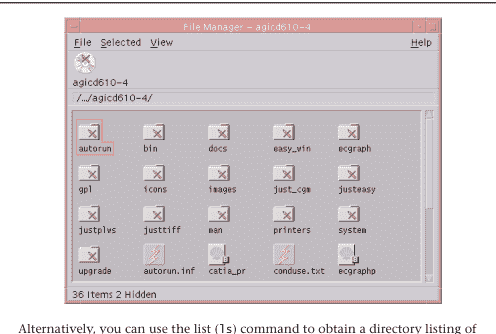 File Manager - agicd610-4
File Selected View Help
agicd610-4
/../agicd610-4/
autorun bin docs easy_win ecgraph
gpl icons images just_cgm justeasy
justplws justtiff man printers system
upgrade autorun.inf catia_pr conduse.txt ecgraphp
36 Items 2 Hidden
Alternatively, you can use the list (ls) command to obtain a directory listing of